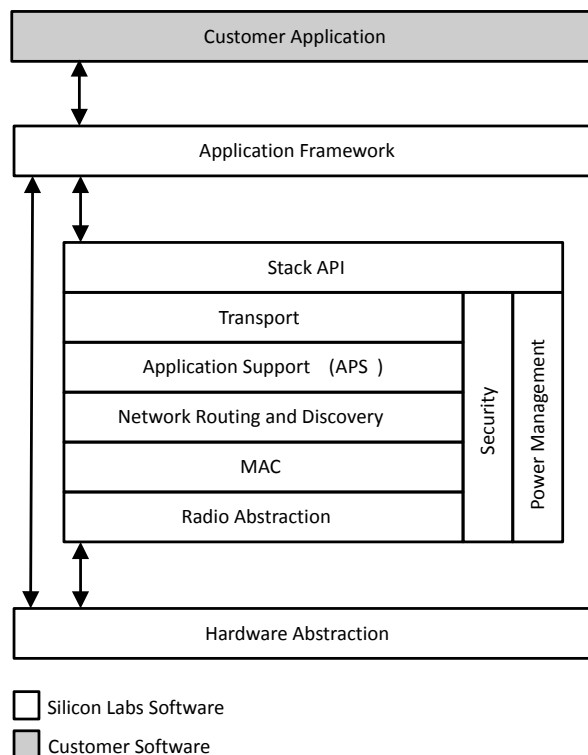 Customer Application
Application Framework
Stack API
Transport
Application Support (APS )
Network Routing and Discovery
MAC
Radio Abstraction
Security
Power Management
Hardware Abstraction
Silicon Labs Software
Customer Software